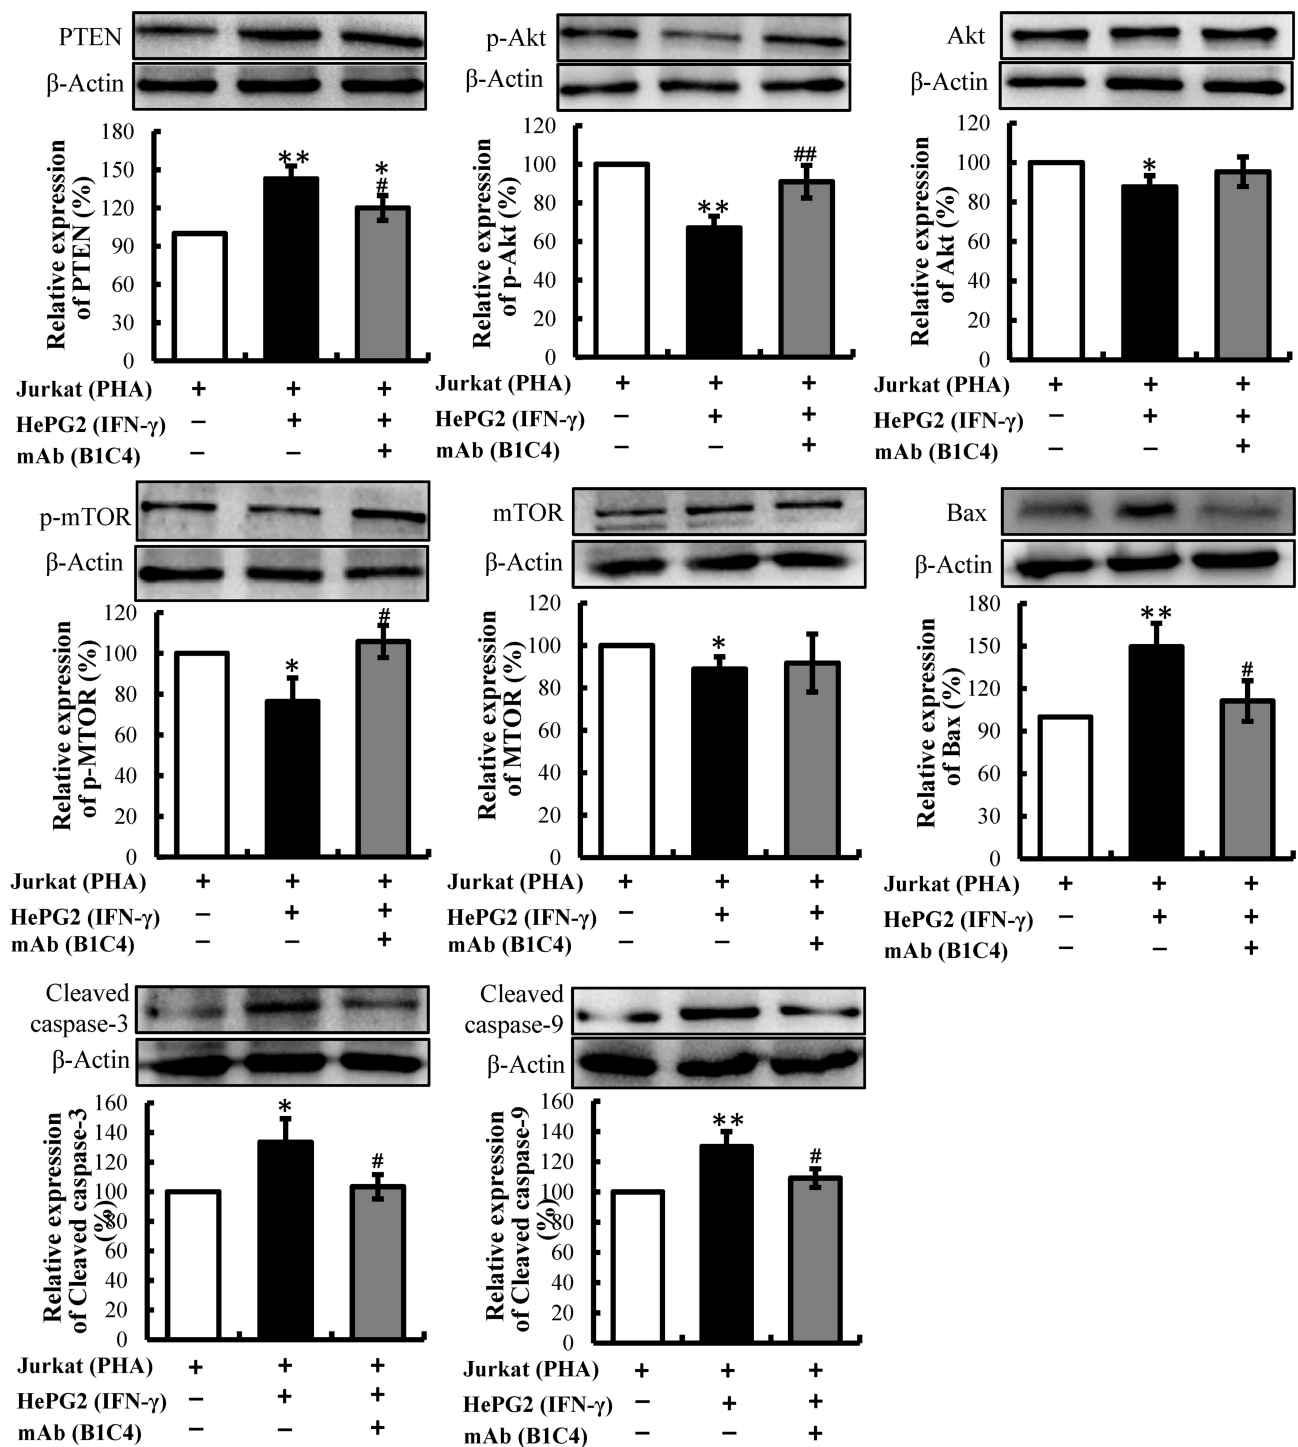 PTEN
β-Actin
180
150
120
90
60
30
0
Relative expression
of PTEN (%)
**
*
#
Jurkat (PHA) + + +
HePG2 (IFN-γ) – + +
mAb (B1C4) – – +
p-Akt
β-Actin
120
100
80
60
40
20
0
Relative expression
of p-Akt (%)
**
##
Jurkat (PHA) + + +
HePG2 (IFN-γ) – + +
mAb (B1C4) – – +
Akt
β-Actin
120
100
80
60
40
20
0
Relative expression
of Akt (%)
*
Jurkat (PHA) + + +
HePG2 (IFN-γ) – + +
mAb (B1C4) – – +
p-mTOR
β-Actin
120
100
80
60
40
20
0
Relative expression
of p-MTOR (%)
*
#
Jurkat (PHA) + + +
HePG2 (IFN-γ) – + +
mAb (B1C4) – – +
mTOR
β-Actin
120
100
80
60
40
20
0
Relative expression
of MTOR (%)
*
Jurkat (PHA) + + +
HePG2 (IFN-γ) – + +
mAb (B1C4) – – +
Bax
β-Actin
180
150
120
90
60
30
0
Relative expression
of Bax (%)
**
#
Jurkat (PHA) + + +
HePG2 (IFN-γ) – + +
mAb (B1C4) – – +
Cleaved
caspase-3
β-Actin
160
140
120
100
80
60
40
20
0
Relative expression
of Cleaved caspase-3
(%)
*
#
Jurkat (PHA) + + +
HePG2 (IFN-γ) – + +
mAb (B1C4) – – +
Cleaved
caspase-9
β-Actin
160
140
120
100
80
60
40
20
0
Relative expression
of Cleaved caspase-9
(%)
**
#
Jurkat (PHA) + + +
HePG2 (IFN-γ) – + +
mAb (B1C4) – – +